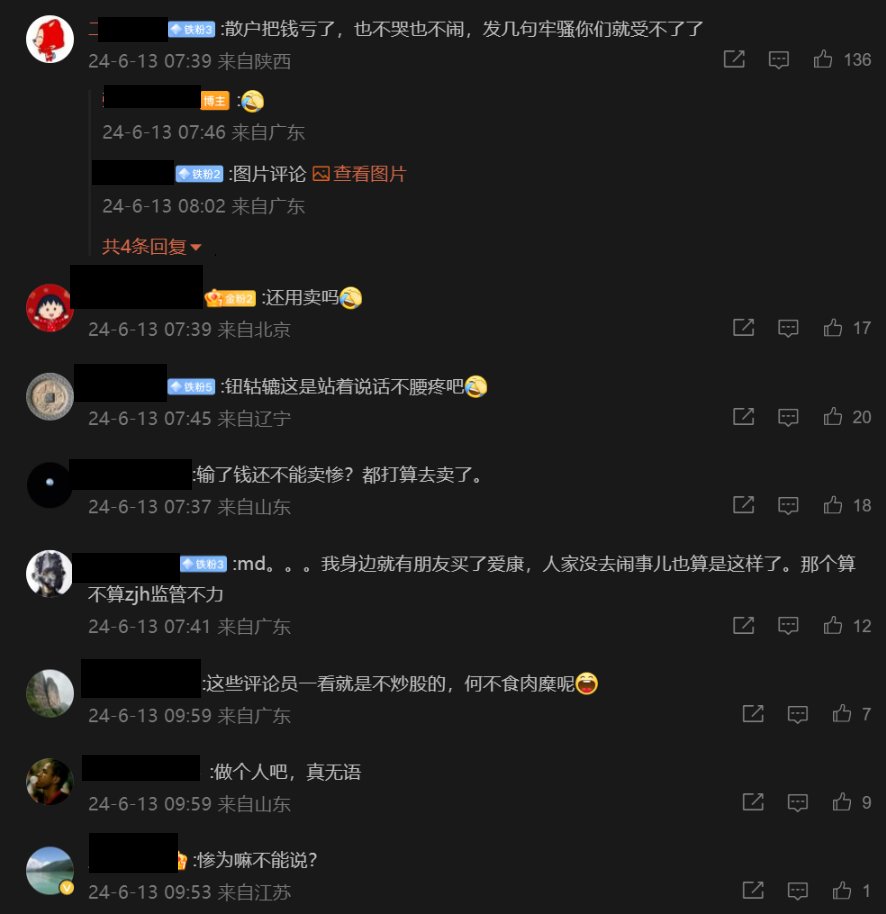 铁粉3 :散户把钱亏了，也不哭也不闹，发几句牢骚你们就受不了了
24-6-13 07:39 来自陕西 136
博主 :
24-6-13 07:46 来自广东
铁粉2 :图片评论 查看图片
24-6-13 08:02 来自广东
共4条回复
金粉2 :还用卖吗
24-6-13 07:39 来自北京 17
铁粉5 :钮轱辘这是站着说话不腰疼吧
24-6-13 07:45 来自辽宁 20
:输了钱还不能卖惨？都打算去卖了。
24-6-13 07:37 来自山东 18
铁粉3 :md。。。我身边就有朋友买了爱康，人家没去闹事儿也算是这样了。那个算
不算zjh监管不力
24-6-13 07:41 来自广东 12
:这些评论员一看就是不炒股的，何不食肉糜呢
24-6-13 09:59 来自广东 7
:做个人吧，真无语
24-6-13 09:59 来自山东 9
:惨为嘛不能说？
24-6-13 09:53 来自江苏 1